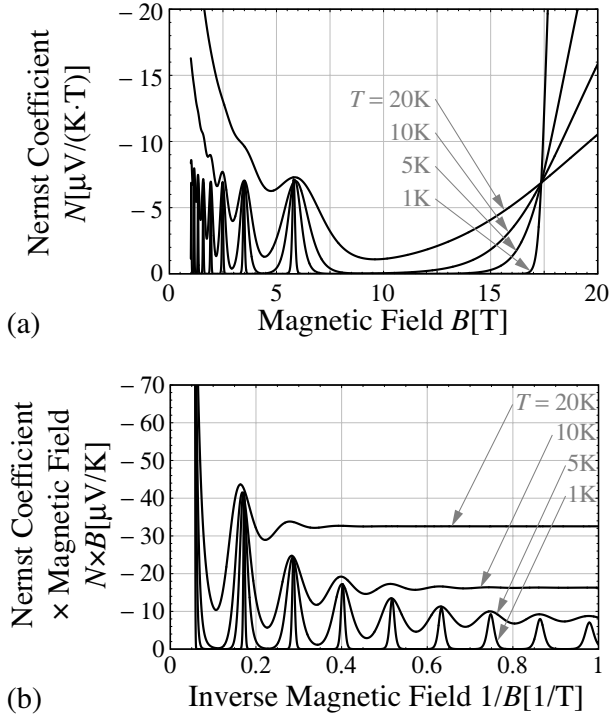 Nernst Coefficient
N[μV/(K·T)]
− 20
− 15
− 10
− 5
0
T = 20K
10K
5K
1K
0 5 10 15 20
Magnetic Field B[T]
(a)
Nernst Coefficient
× Magnetic Field
N×B[μV/K]
− 70
− 60
− 50
− 40
− 30
− 20
− 10
0
T = 20K
10K
5K
1K
0 0.2 0.4 0.6 0.8 1
Inverse Magnetic Field 1/B[1/T]
(b)